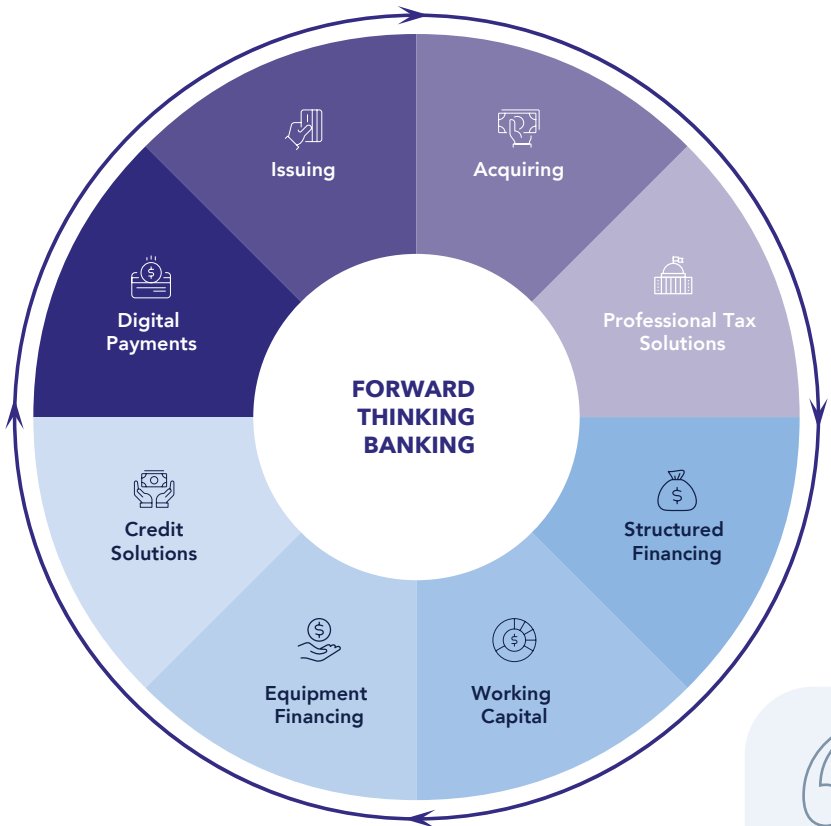 Issuing
Acquiring
Digital
Payments
Professional Tax
Solutions
FORWARD
THINKING
BANKING
Credit
Solutions
Structured
Financing
Equipment
Financing
Working
Capital